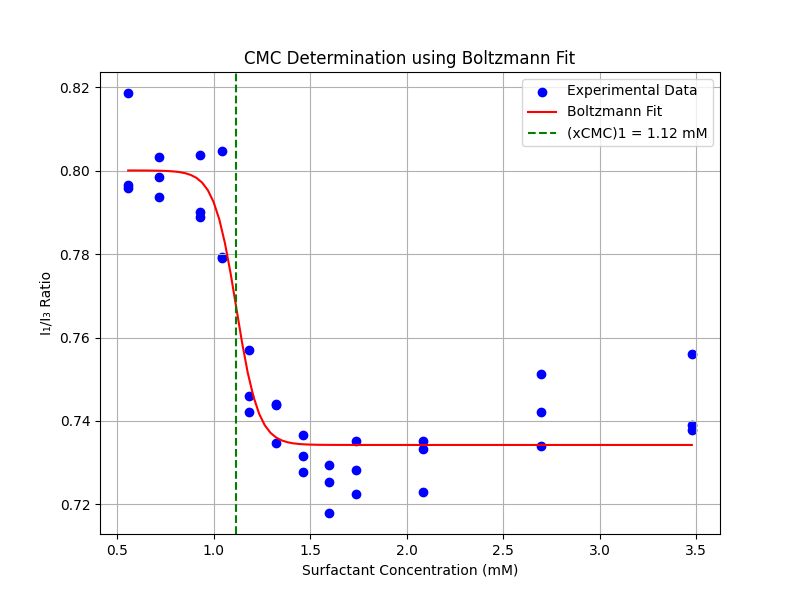 CMC Determination using Boltzmann Fit
Experimental Data
Boltzmann Fit
(xCMC)1 = 1.12 mM
0.82
0.80
0.78
0.76
0.74
0.72
I₁/I₃ Ratio
0.5 1.0 1.5 2.0 2.5 3.0 3.5
Surfactant Concentration (mM)